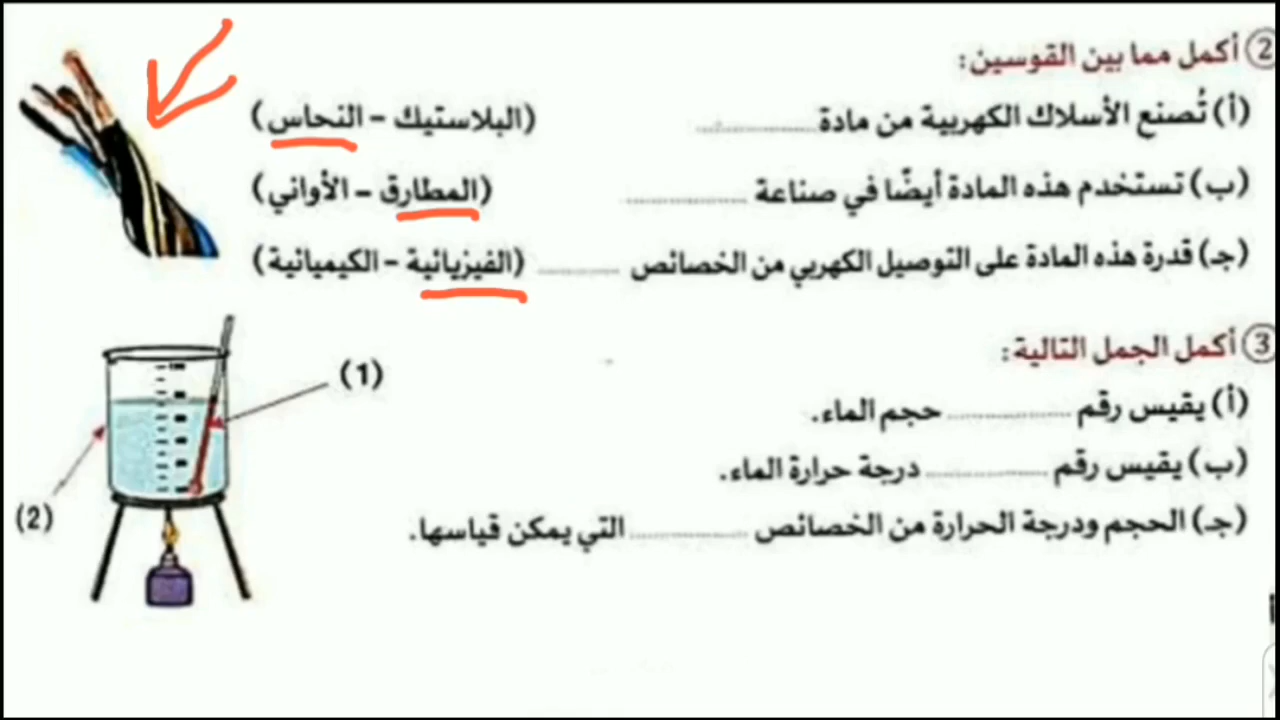 ② أكمل مما بين القوسين:
(أ) تُصنع الأسلاك الكهربية من مادة ............ (البلاستيك – النحاس)
(ب) تستخدم هذه المادة أيضًا في صناعة ............ (المطارق – الأواني)
(جـ) قدرة هذه المادة على التوصيل الكهربي من الخصائص ............ (الفيزيائية – الكيميائية)
③ أكمل الجمل التالية:
(1)
(أ) يقيس رقم ............ حجم الماء.
(ب) يقيس رقم ............ درجة حرارة الماء.
(2)
(جـ) الحجم ودرجة الحرارة من الخصائص ............ التي يمكن قياسها.